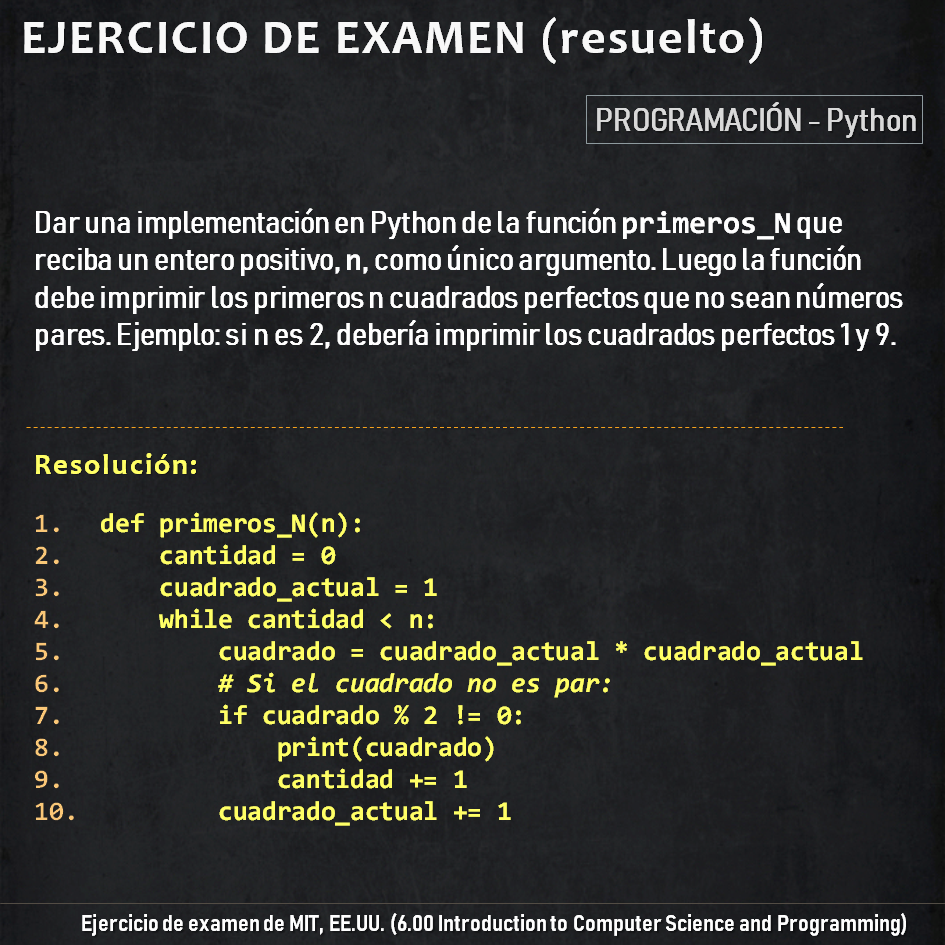 EJERCICIO DE EXAMEN (resuelto)
PROGRAMACIÓN - Python
Dar una implementación en Python de la función primeros_N que
reciba un entero positivo, n, como único argumento. Luego la función
debe imprimir los primeros n cuadrados perfectos que no sean números
pares. Ejemplo: si n es 2, debería imprimir los cuadrados perfectos 1 y 9.
Resolución:
1. def primeros_N(n):
2.     cantidad = 0
3.     cuadrado_actual = 1
4.     while cantidad < n:
5.         cuadrado = cuadrado_actual * cuadrado_actual
6.         # Si el cuadrado no es par:
7.         if cuadrado % 2 != 0:
8.             print(cuadrado)
9.             cantidad += 1
10.         cuadrado_actual += 1
Ejercicio de examen de MIT, EE.UU. (6.00 Introduction to Computer Science and Programming)